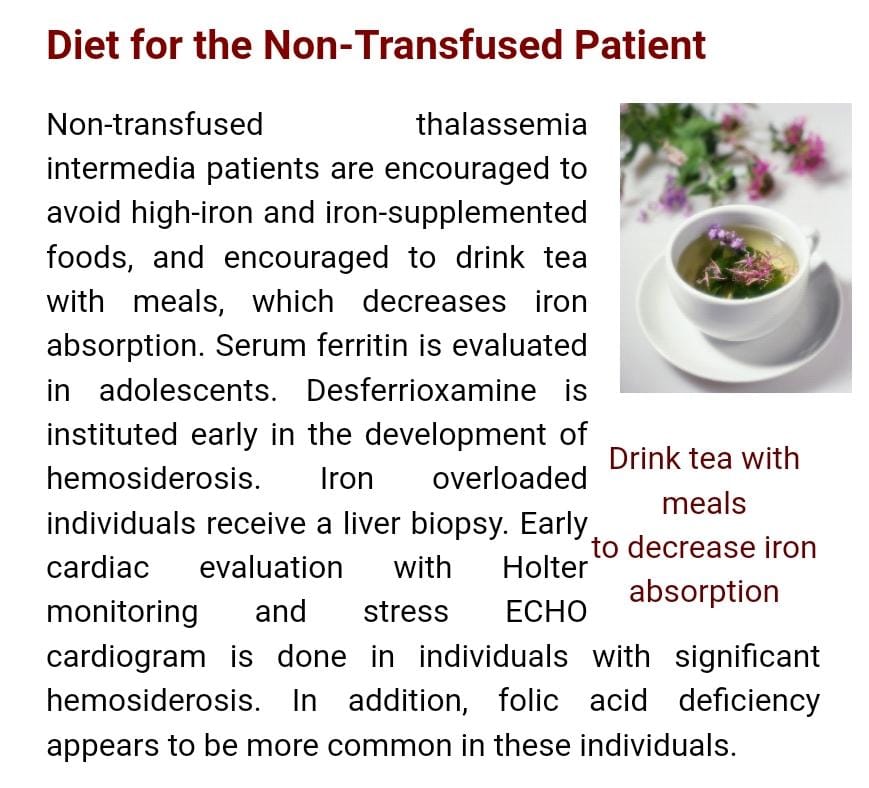 Diet for the Non-Transfused Patient
Non-transfused thalassemia
intermedia patients are encouraged to
avoid high-iron and iron-supplemented
foods, and encouraged to drink tea
with meals, which decreases iron
absorption. Serum ferritin is evaluated
in adolescents. Desferrioxamine is
instituted early in the development of
hemosiderosis. Iron overloaded
individuals receive a liver biopsy. Early
cardiac evaluation with Holter
monitoring and stress ECHO
cardiogram is done in individuals with significant
hemosiderosis. In addition, folic acid deficiency
appears to be more common in these individuals.
Drink tea with
meals
to decrease iron
absorption